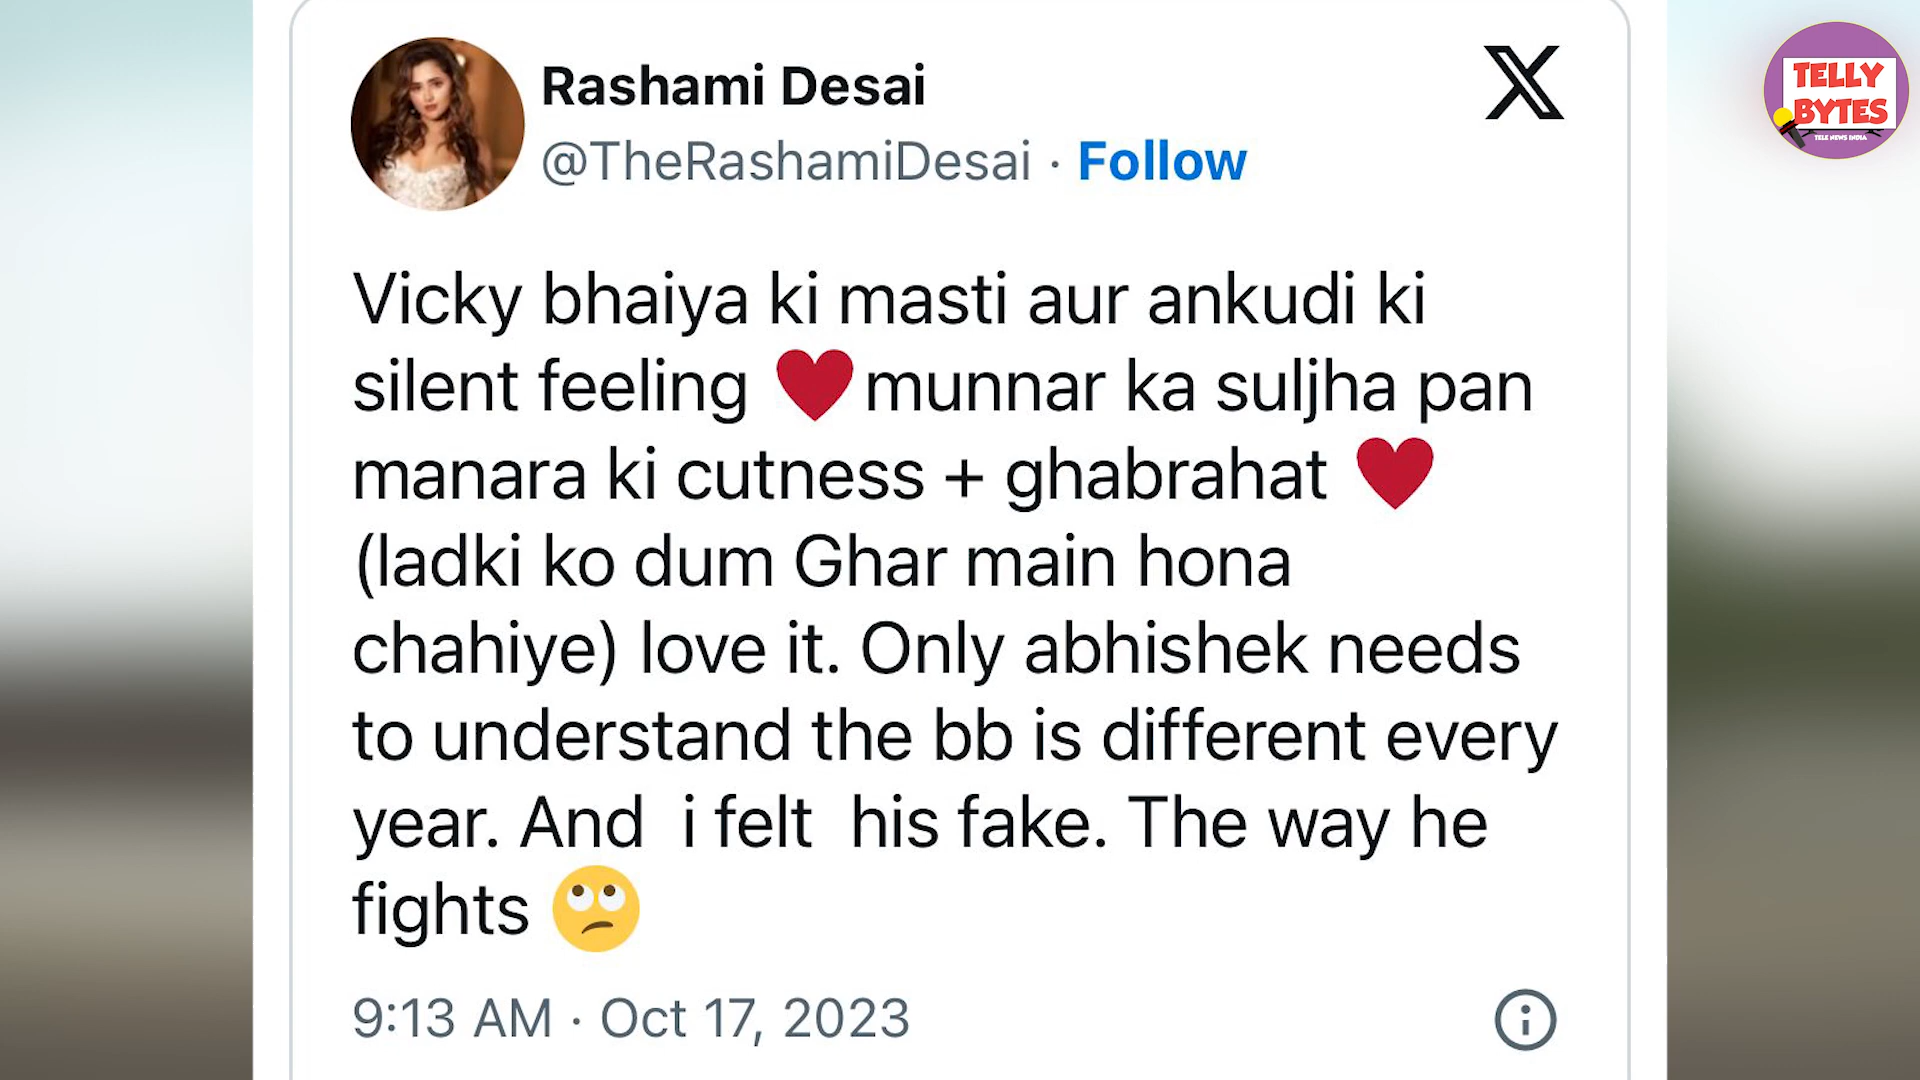 Rashami Desai
@TheRashamiDesai · Follow
Vicky bhaiya ki masti aur ankudi ki
silent feeling ♥️munnar ka suljha pan
manara ki cutness + ghabrahat ♥️
(ladki ko dum Ghar main hona
chahiye) love it. Only abhishek needs
to understand the bb is different every
year. And  i felt  his fake. The way he
fights 🙄
9:13 AM · Oct 17, 2023
TELLY
BYTES
TELE NEWS INDIA